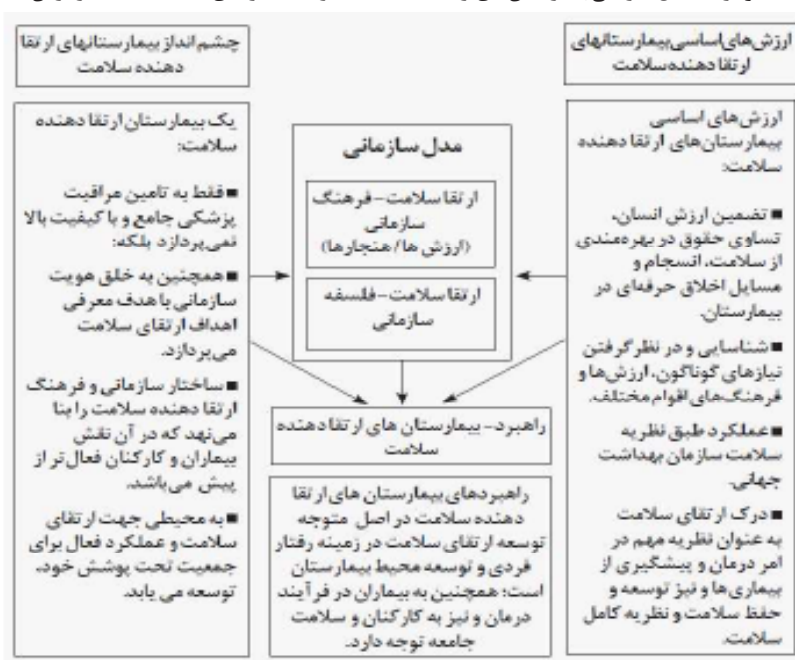 ارزش‌های اساسی بیمارستانهای
ارتقا دهنده سلامت
ارزش‌های اساسی
بیمارستان‌های ارتقا دهنده
سلامت:
■ تضمین ارزش انسان،
تساوی حقوق در بهره‌مندی
از سلامت، انسجام و
مسایل اخلاق حرفه‌ای در
بیمارستان.
■ شناسایی و در نظر گرفتن
نیازهای گوناگون، ارزش‌ها و
فرهنگ‌های اقوام مختلف.
■ عملکرد طبق نظریه
سلامت سازمان بهداشت
جهانی.
■ درک ارتقای سلامت
به عنوان نظریه مهم در
امر درمان و پیشگیری از
بیماری‌ها و نیز توسعه و
حفظ سلامت و نظریه کامل
سلامت.
مدل سازمانی
ارتقا سلامت-فرهنگ
سازمانی
(ارزش ها/هنجارها)
ارتقا سلامت-فلسفه
سازمانی
راهبرد- بیمارستان های ارتقا دهنده
سلامت
راهبردهای بیمارستان های ارتقا
دهنده سلامت در اصل متوجه
توسعه ارتقای سلامت در زمینه رفتار
فردی و توسعه محیط بیمارستان
است؛ همچنین به بیماران در فرآیند
درمان و نیز به کارکنان و سلامت
جامعه توجه دارد.
چشم انداز بیمارستانهای ارتقا
دهنده سلامت
یک بیمارستان ارتقا دهنده
سلامت:
■ فقط به تامین مراقبت
پزشکی جامع و با کیفیت بالا
نمی‌پردازد بلکه:
■ همچنین به خلق هویت
سازمانی با هدف معرفی
اهداف ارتقای سلامت
می‌پردازد.
■ ساختار سازمانی و فرهنگ
ارتقا دهنده سلامت را بنا
می‌نهد که در آن نقش
بیماران و کارکنان فعال‌تر از
پیش می‌باشد.
■ به محیطی جهت ارتقای
سلامت و عملکرد فعال برای
جمعیت تحت پوشش خود،
توسعه می یابد.